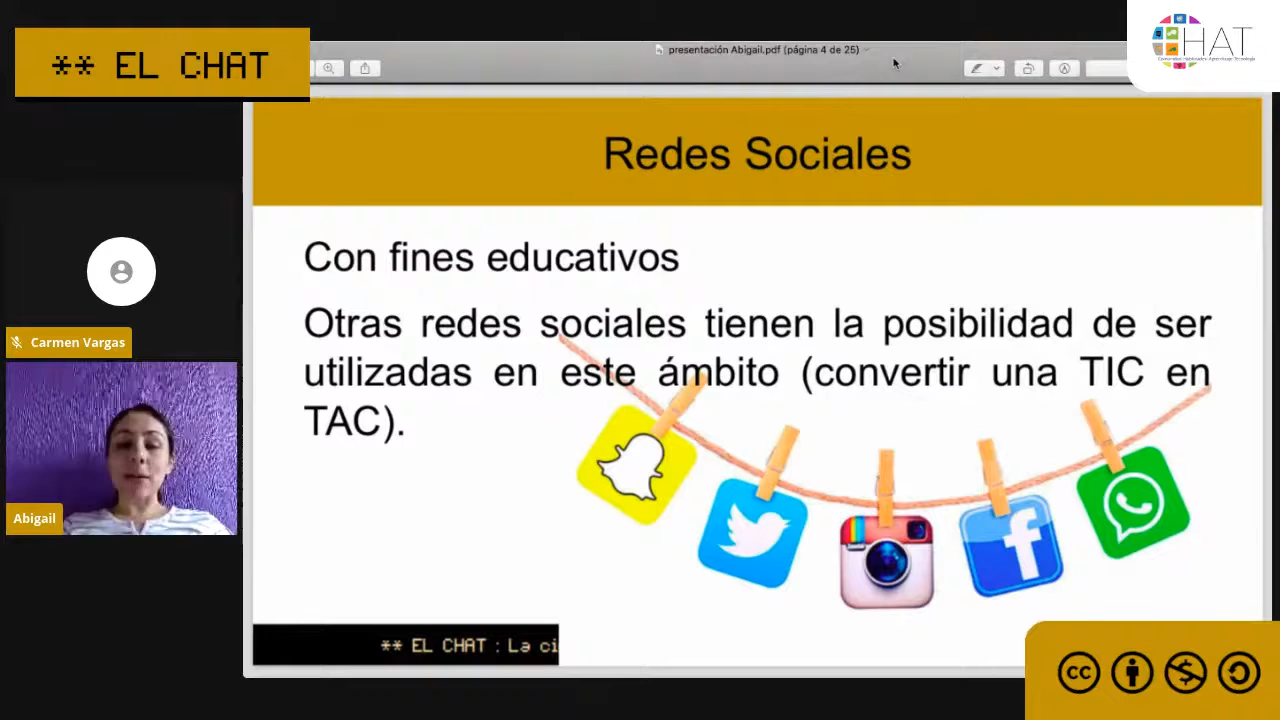 ** EL CHAT
presentación Abigail.pdf (página 4 de 25)
HAT
Redes Sociales
Con fines educativos
Otras redes sociales tienen la posibilidad de ser
utilizadas en este ámbito (convertir una TIC en
TAC).
Carmen Vargas
Abigail
** EL CHAT : La ci
cc